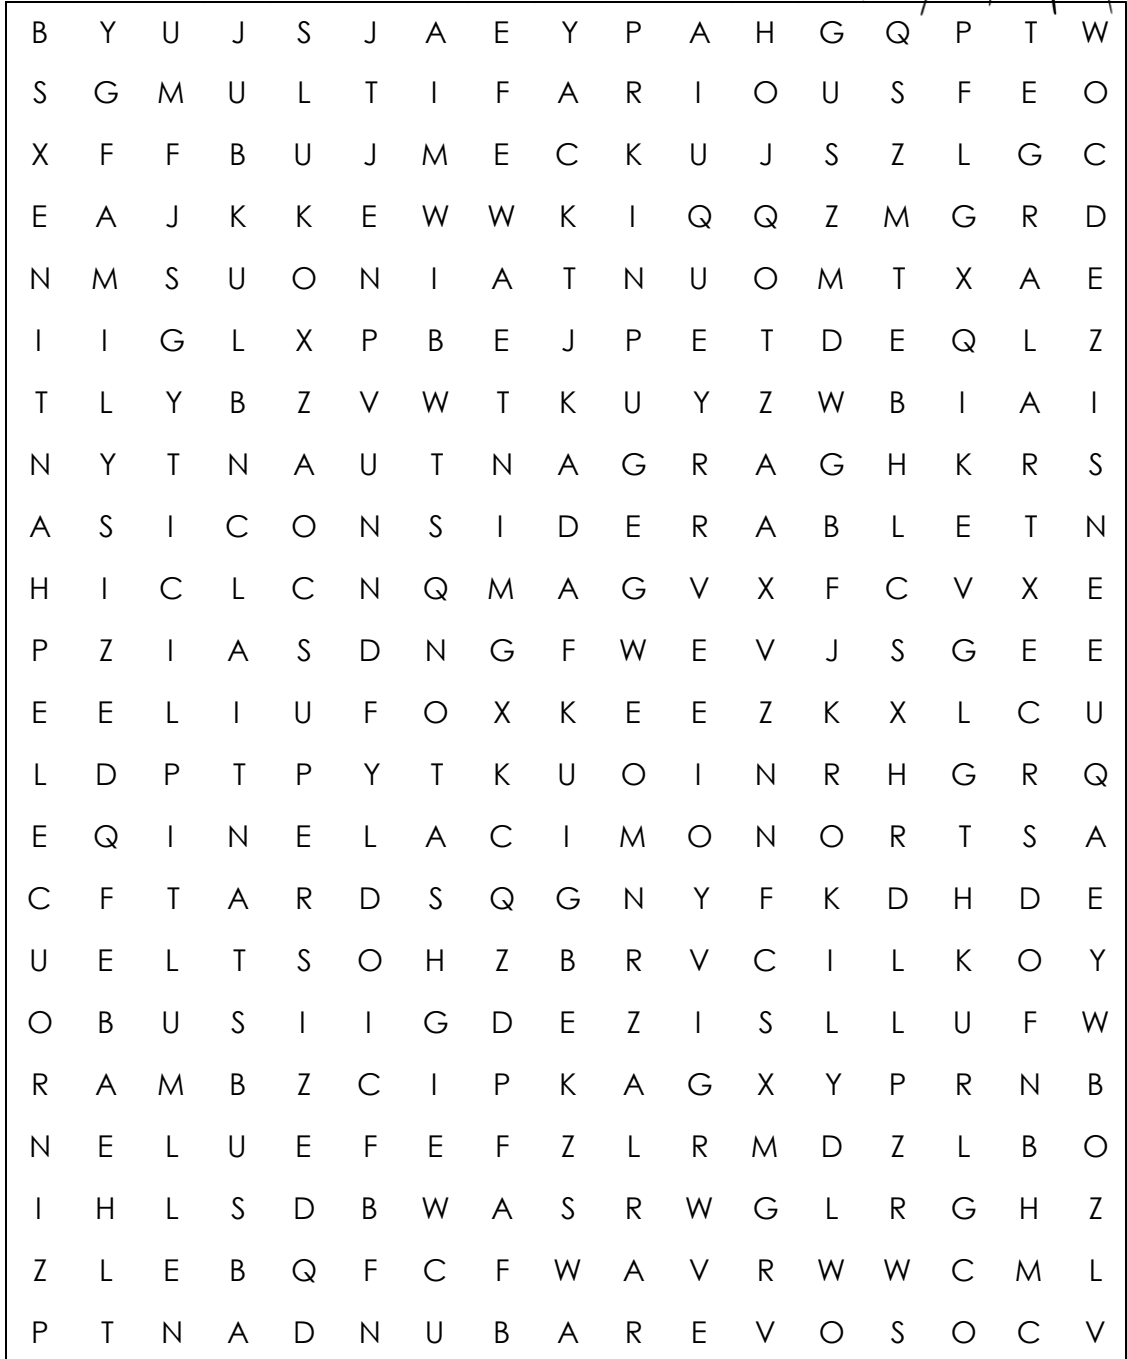 B Y U J S J A E Y P A H G Q P T W
S G M U L T I F A R I O U S F E O
X F F B U J M E C K U J S Z L G C
E A J K K E W W K I Q Q Z M G R D
N M S U O N I A T N U O M T X A E
I I G L X P B E J P E T D E Q L Z
T L Y B Z V W T K U Y Z W B I A I
N Y T N A U T N A G R A G H K R S
A S I C O N S I D E R A B L E T N
H I C L C N Q M A G V X F C V X E
P Z I A S D N G F W E V J S G E E
E E L I U F O X K E E Z K X L C U
L D P T P Y T K U O I N R H G R Q
E Q I N E L A C I M O N O R T S A
C F T A R D S Q G N Y F K D H D E
U E L T S O H Z B R V C I L K O Y
O B U S I I G D E Z I S L L U F W
R A M B Z C I P K A G X Y P R N B
N E L U E F E F Z L R M D Z L B O
I H L S D B W A S R W G L R G H Z
Z L E B Q F C F W A V R W W C M L
P T N A D N U B A R E V O S O C V